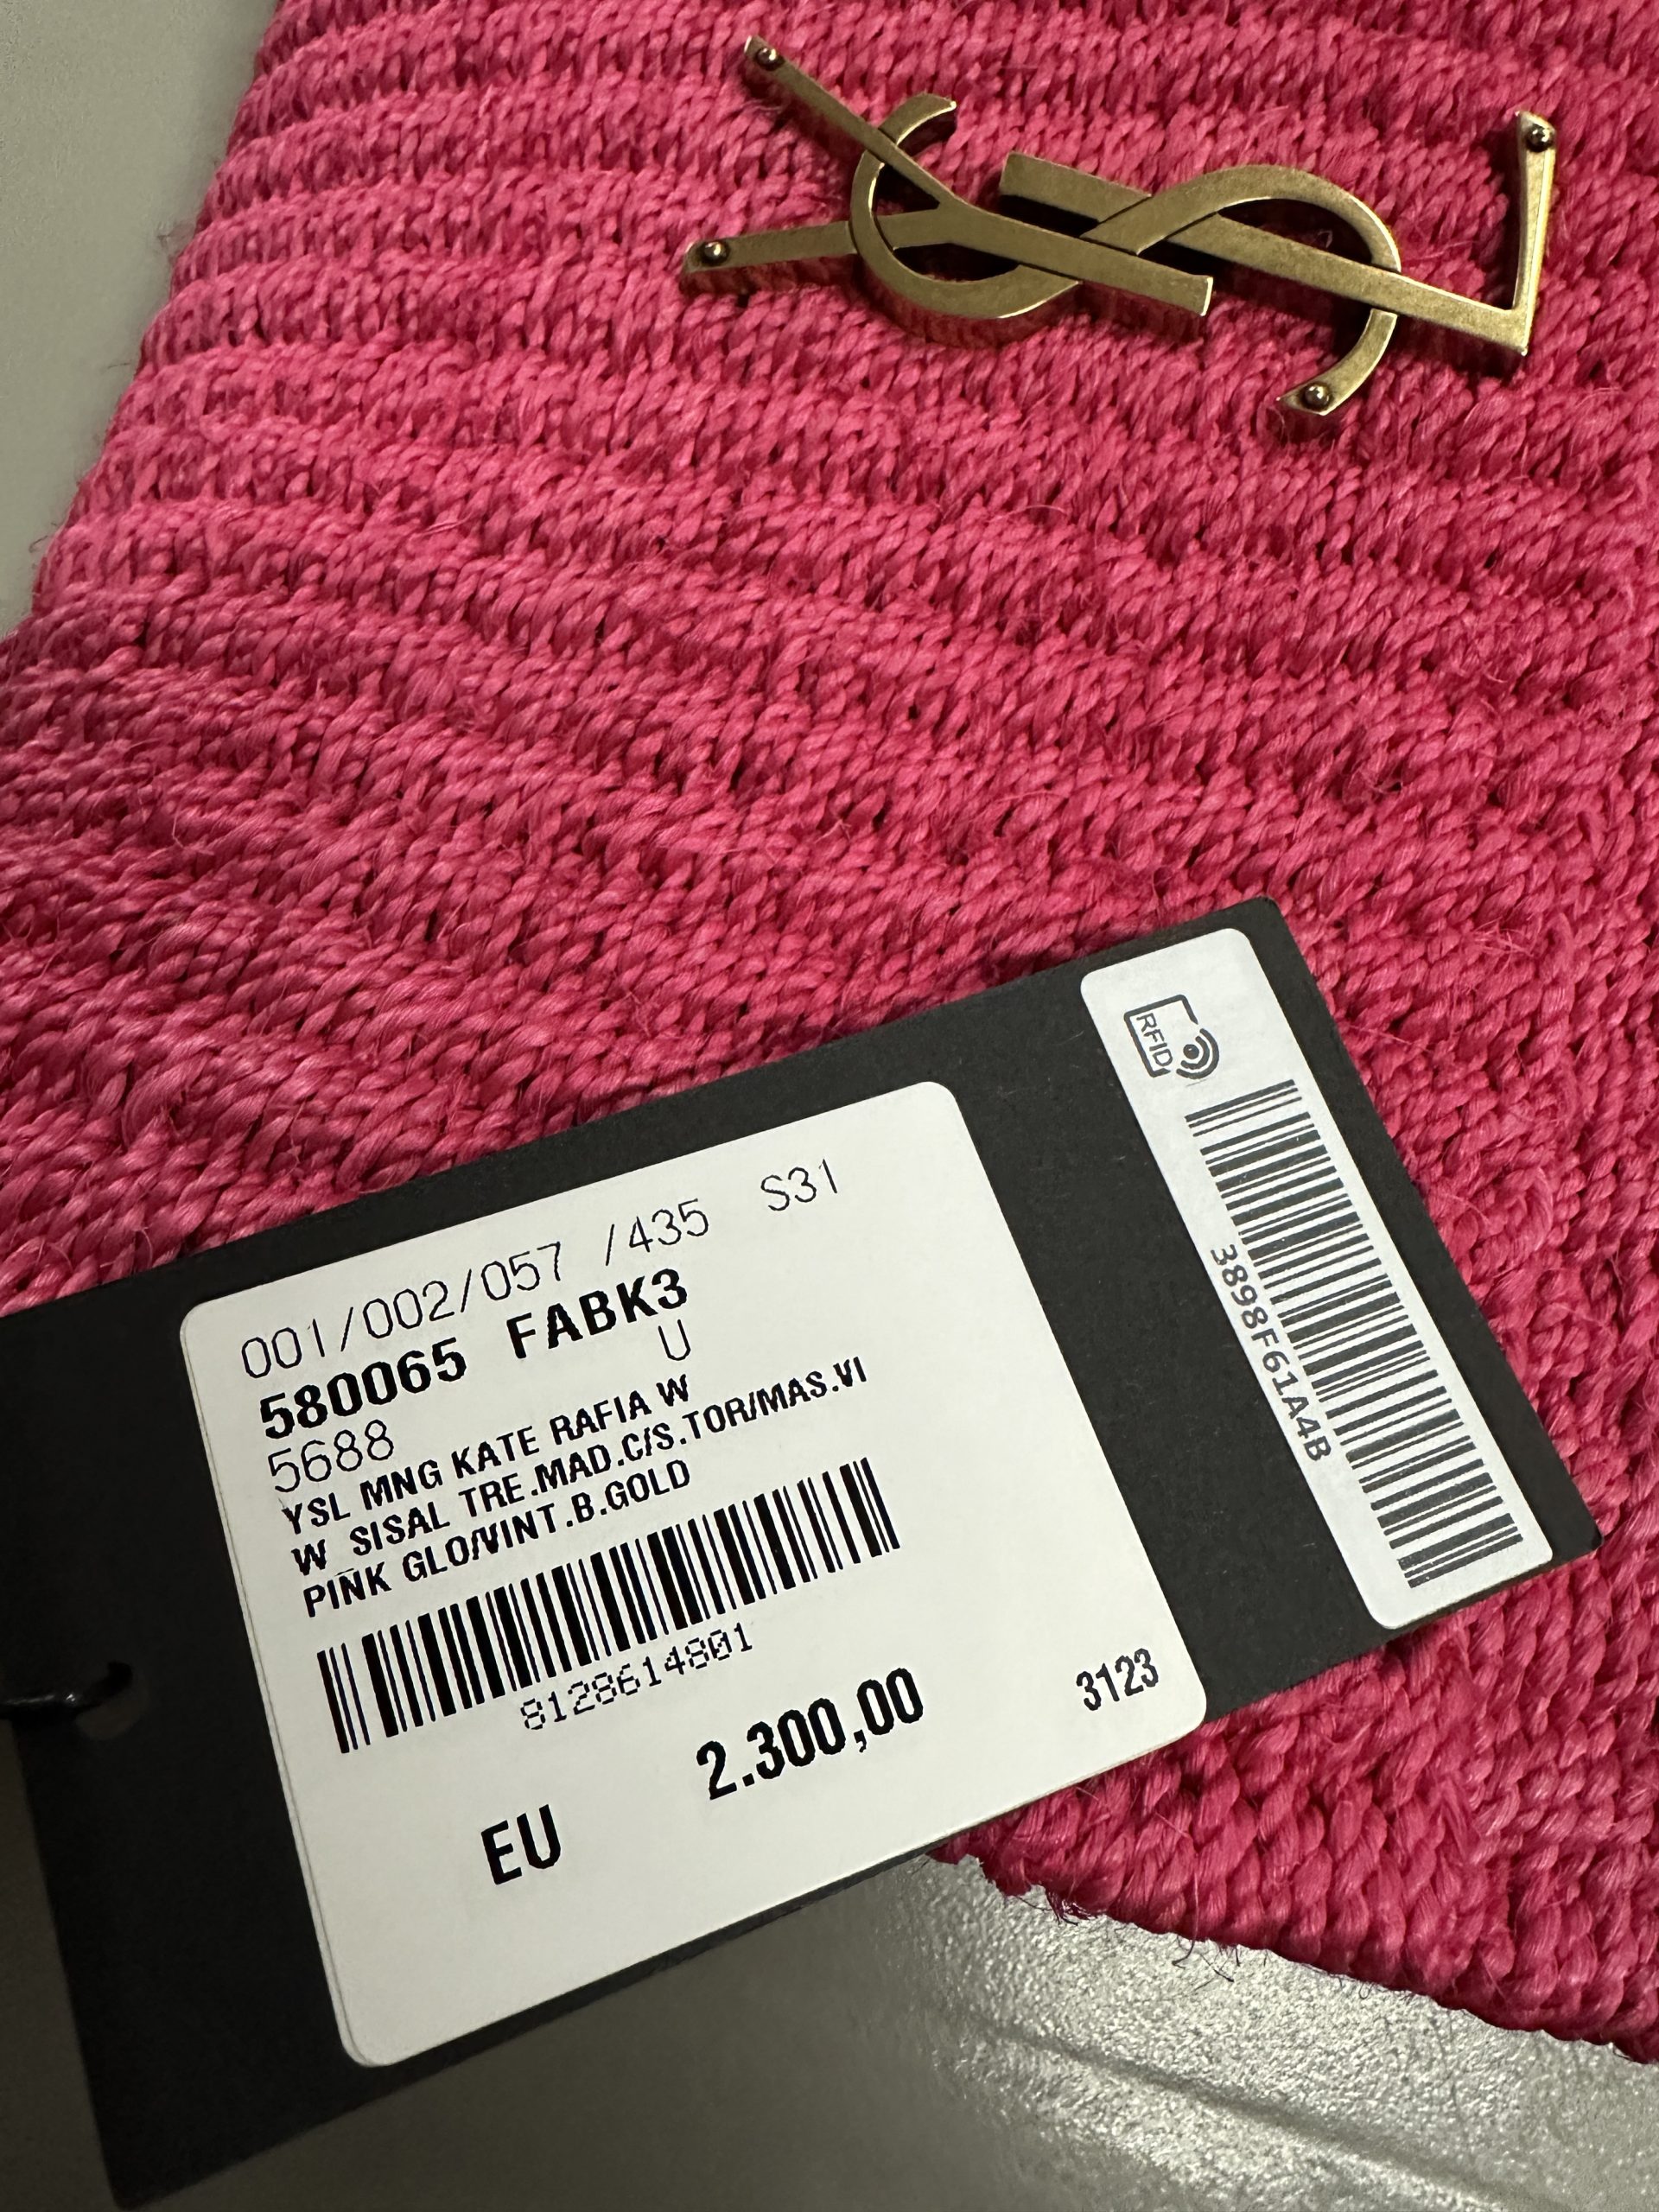 YSL
RFID
3898F61A4B
001/002/057 /435 S31
580065 FABK3
5688 U
YSL MNG KATE RAFIA W
W_SISAL TRE.MAD.C/S.TOR/MAS.VI
PINK GLO/VINT.B.GOLD
8128614801
2.300,00 3123
EU